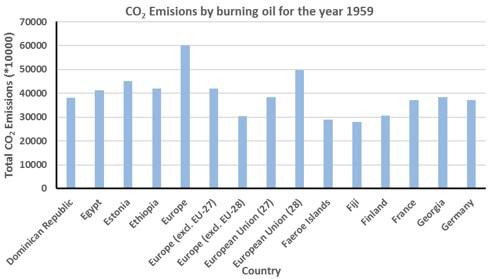 CO₂ Emisions by burning oil for the year 1959
Total CO₂ Emissions (*10000)
70000
60000
50000
40000
30000
20000
10000
0
Dominican Republic
Egypt
Estonia
Ethiopia
Europe
Europe (excl. EU-27)
Europe (excl. EU-28)
European Union (27)
European Union (28)
Faeroe Islands
Fiji
Finland
France
Georgia
Germany
Country